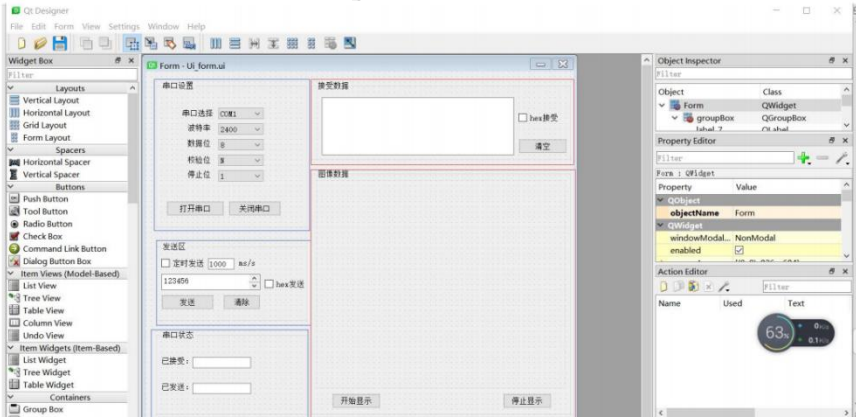 Qt Designer
File Edit Form View Settings Window Help
Widget Box
Filter
Layouts
Vertical Layout
Horizontal Layout
Grid Layout
Form Layout
Spacers
Horizontal Spacer
Vertical Spacer
Buttons
Push Button
Tool Button
Radio Button
Check Box
Command Link Button
Dialog Button Box
Item Views (Model-Based)
List View
Tree View
Table View
Column View
Undo View
Item Widgets (Item-Based)
List Widget
Tree Widget
Table Widget
Containers
Group Box
Form - Ui_form.ui
串口设置
串口选择 COM1
波特率 2400
数据位 8
校验位 N
停止位 1
打开串口 关闭串口
发送区
定时发送 1000 ms/s
123456
hex发送
发送 清除
串口状态
已接受:
已发送:
接受数据
hex接受
清空
图像数据
开始显示 停止显示
Object Inspector
Filter
Object Class
Form QWidget
groupBox QGroupBox
label_7 QLabel
Property Editor
Filter
Form : QWidget
Property Value
QObject
objectName Form
QWidget
windowModal... NonModal
enabled
Action Editor
Filter
Name Used Text
63%
0K/s
0.1K/s